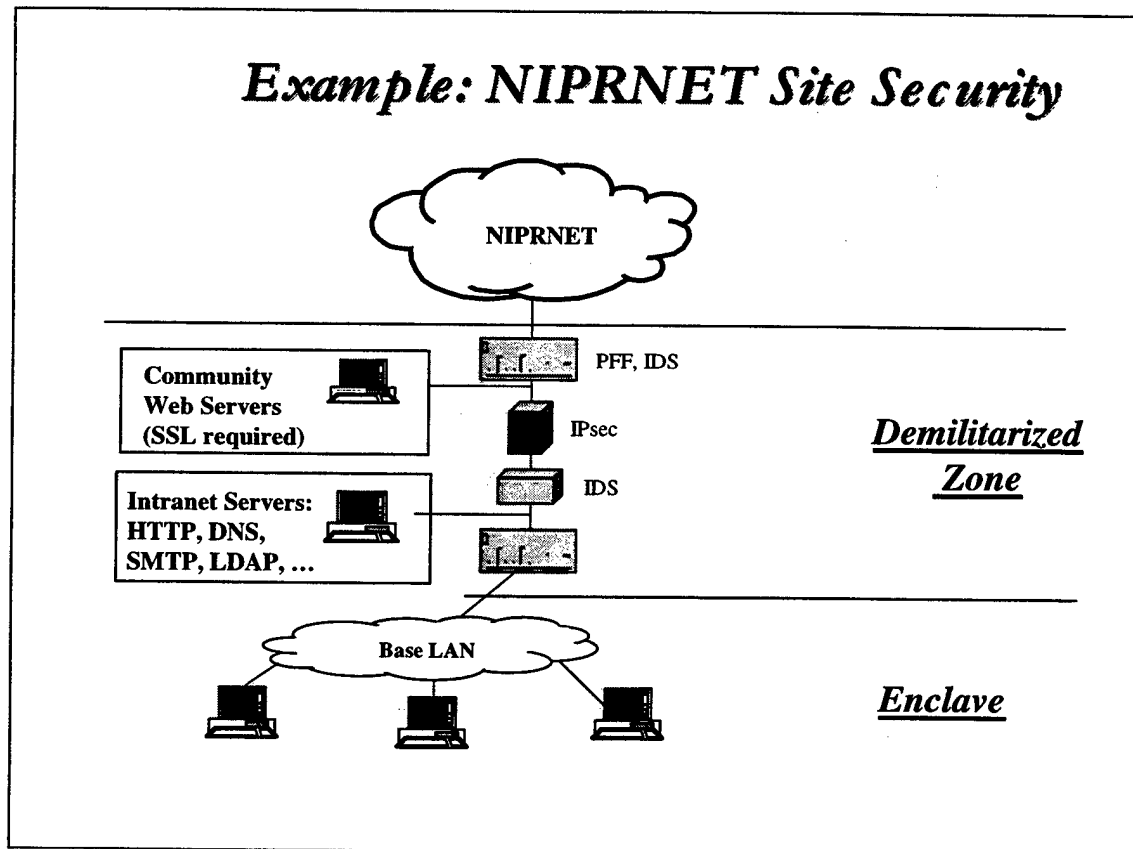 Example: NIPRNET Site Security
NIPRNET
PFF, IDS
Community
Web Servers
(SSL required)
IPsec
Demilitarized
Zone
IDS
Intranet Servers:
HTTP, DNS,
SMTP, LDAP, ...
Base LAN
Enclave